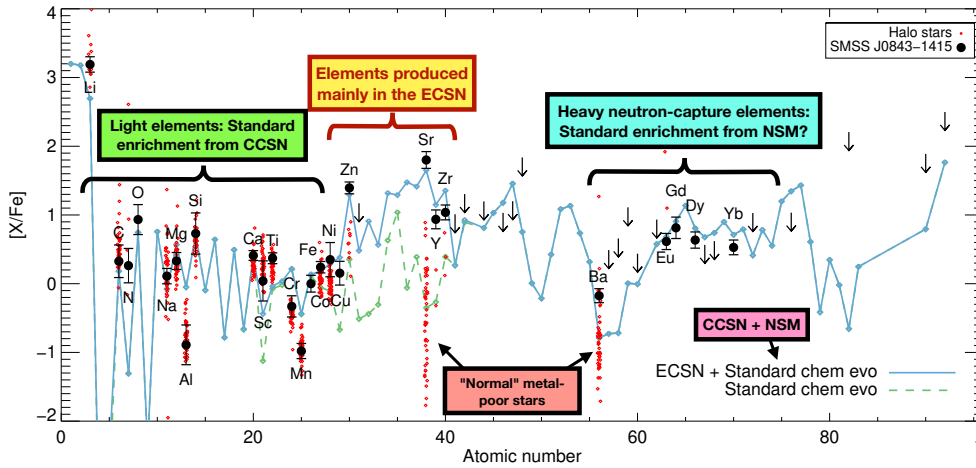 4
3
2
1
0
−1
−2
[X/Fe]
0
20
40
60
80
Atomic number
Halo stars
SMSS J0843−1415
Elements produced
mainly in the ECSN
Light elements: Standard
enrichment from CCSN
Heavy neutron-capture elements:
Standard enrichment from NSM?
CCSN + NSM
"Normal" metal-
poor stars
ECSN + Standard chem evo
Standard chem evo
Li
C
N
O
Na
Mg
Al
Si
Ca
Sc
Ti
Cr
Mn
Fe
Co
Ni
Cu
Zn
Sr
Y
Zr
Ba
Eu
Gd
Dy
Yb